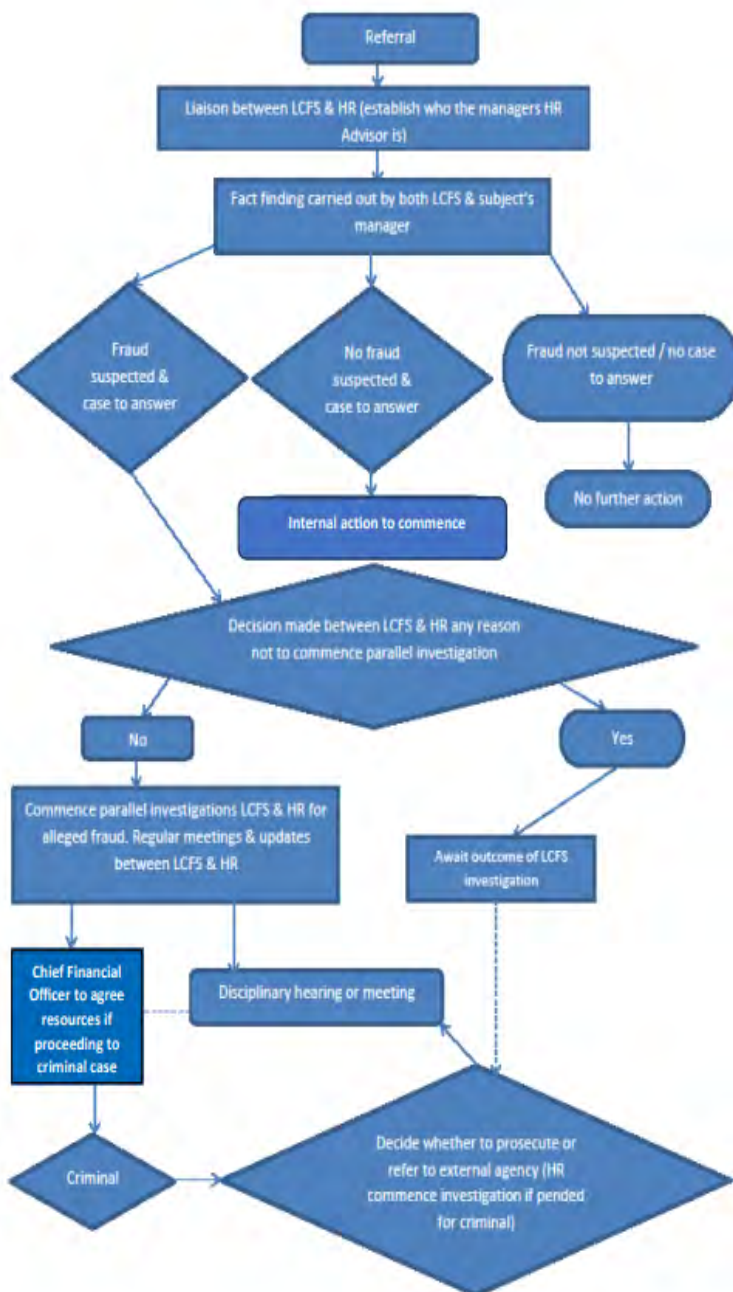 Referral
Liaison between LCFS & HR (establish who the managers HR
Advisor is)
Fact finding carried out by both LCFS & subject's
manager
Fraud
suspected &
case to answer
No fraud
suspected &
case to answer
Fraud not suspected / no case
to answer
No further action
Internal action to commence
Decision made between LCFS & HR any reason
not to commence parallel investigation
No
Yes
Commence parallel investigations LCFS & HR for
alleged fraud. Regular meetings & updates
between LCFS & HR
Await outcome of LCFS
investigation
Chief Financial
Officer to agree
resources if
proceeding to
criminal case
Disciplinary hearing or meeting
Criminal
Decide whether to prosecute or
refer to external agency (HR
commence investigation if pended
for criminal)